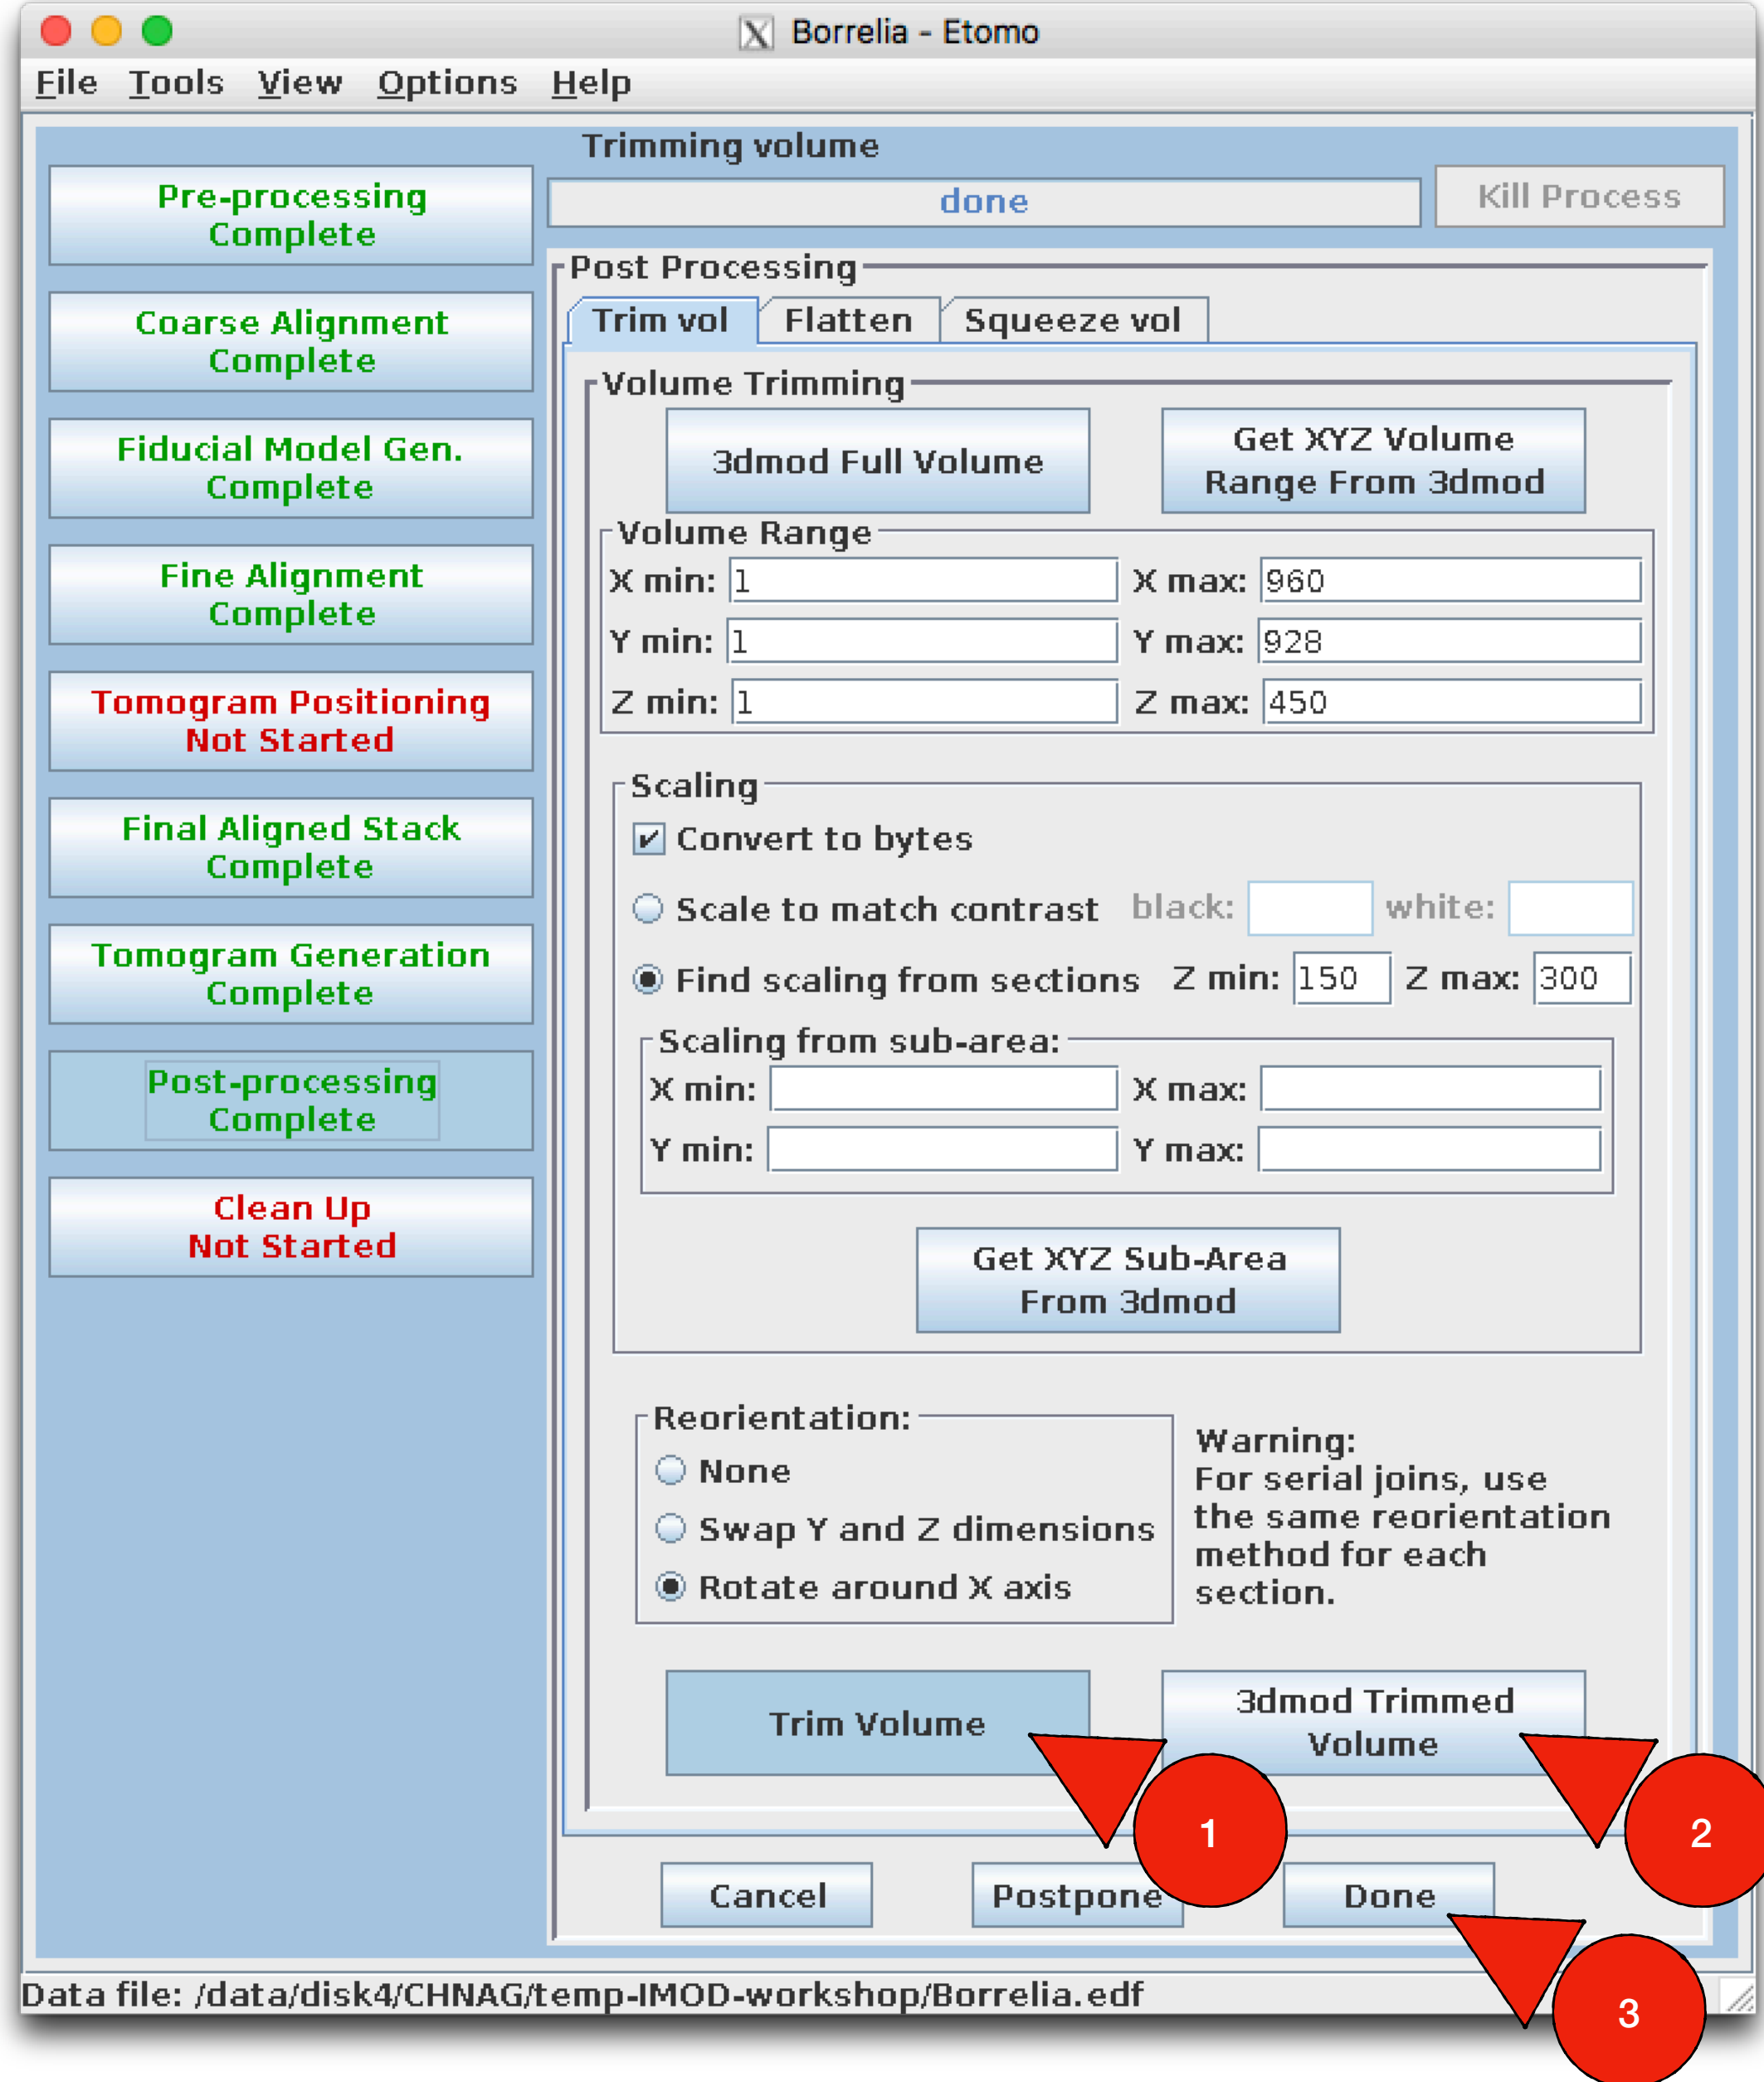 Borrelia - Etomo
File Tools View Options Help
Trimming volume
done
Kill Process
Pre-processing
Complete
Coarse Alignment
Complete
Fiducial Model Gen.
Complete
Fine Alignment
Complete
Tomogram Positioning
Not Started
Final Aligned Stack
Complete
Tomogram Generation
Complete
Post-processing
Complete
Clean Up
Not Started
Post Processing
Trim vol Flatten Squeeze vol
Volume Trimming
3dmod Full Volume
Get XYZ Volume
Range From 3dmod
Volume Range
X min: 1 X max: 960
Y min: 1 Y max: 928
Z min: 1 Z max: 450
Scaling
Convert to bytes
Scale to match contrast black: white:
Find scaling from sections Z min: 150 Z max: 300
Scaling from sub-area:
X min: X max:
Y min: Y max:
Get XYZ Sub-Area
From 3dmod
Reorientation:
None
Swap Y and Z dimensions
Rotate around X axis
Warning:
For serial joins, use
the same reorientation
method for each
section.
Trim Volume
3dmod Trimmed
Volume
1
2
Cancel Postpone Done
3
Data file: /data/disk4/CHNAG/temp-IMOD-workshop/Borrelia.edf